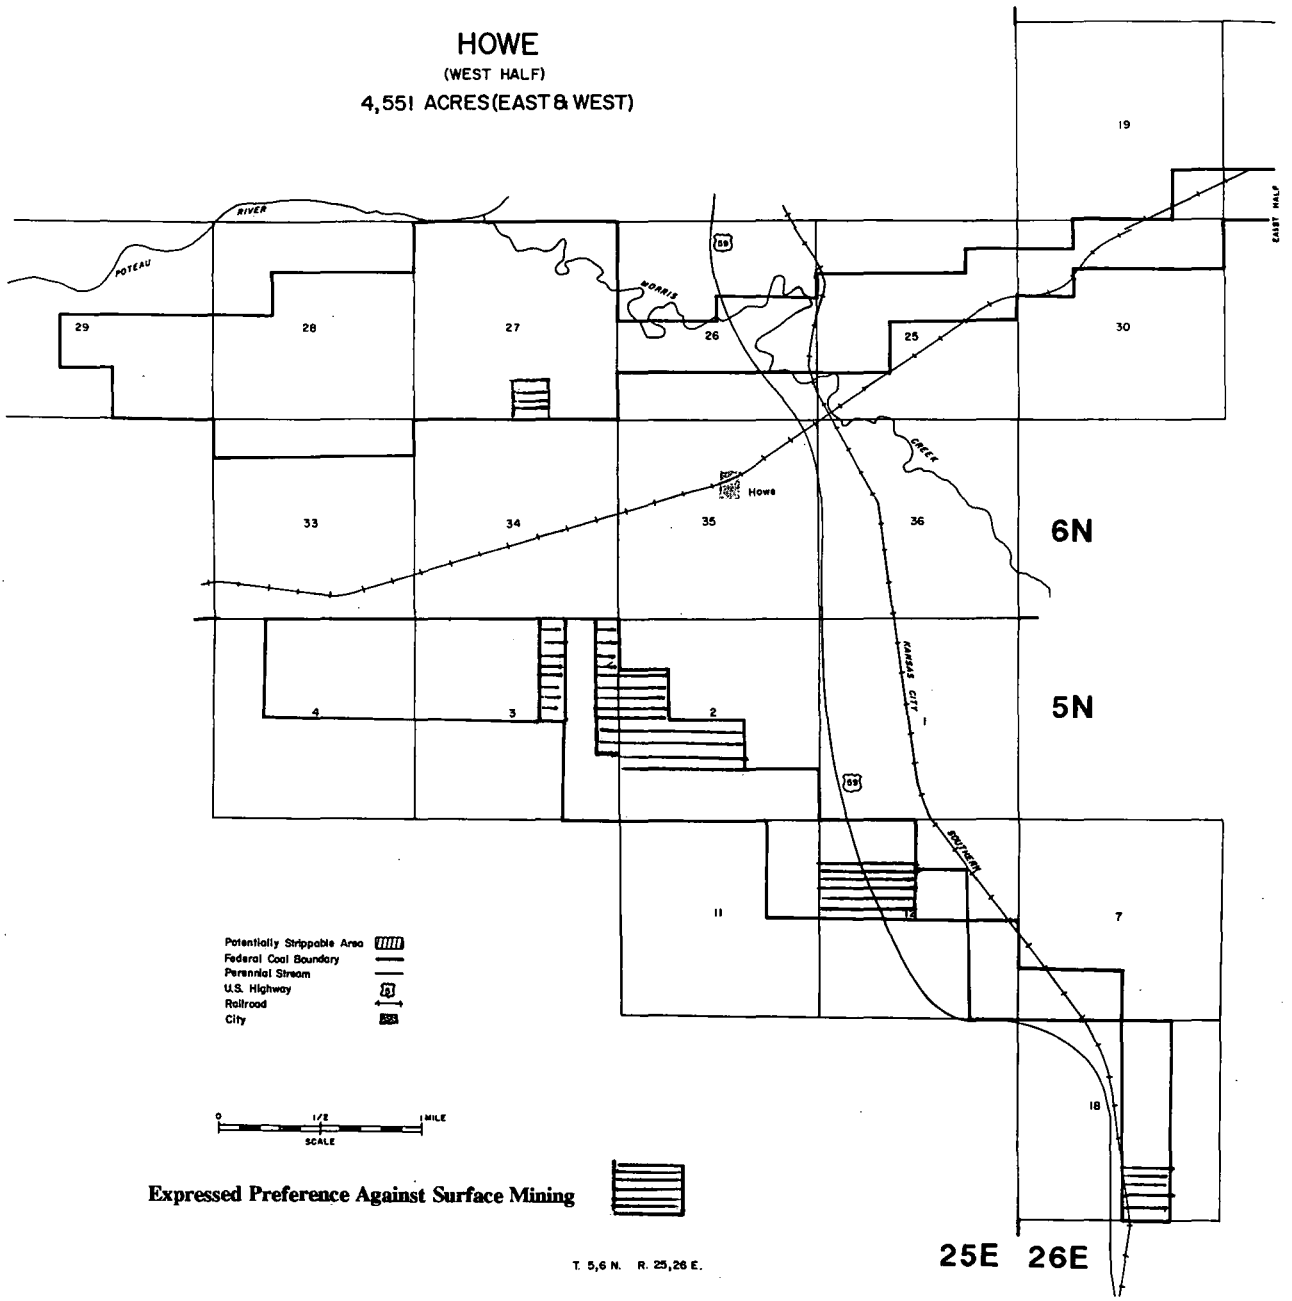 HOWE
(WEST HALF)
4,551 ACRES (EAST & WEST)
19
EAST HALF
RIVER
POTEAU
59
MORRIS
29
28
27
26
25
30
CREEK
Howe
33
34
35
36
6N
KANSAS CITY
4
3
2
1
5N
59
SOUTHERN
11
12
7
Potentially Strippable Area
Federal Coal Boundary
Perennial Stream
U.S. Highway
Railroad
City
0 1/2 1 MILE
SCALE
18
Expressed Preference Against Surface Mining
25E 26E
T. 5,6 N. R. 25,26 E.